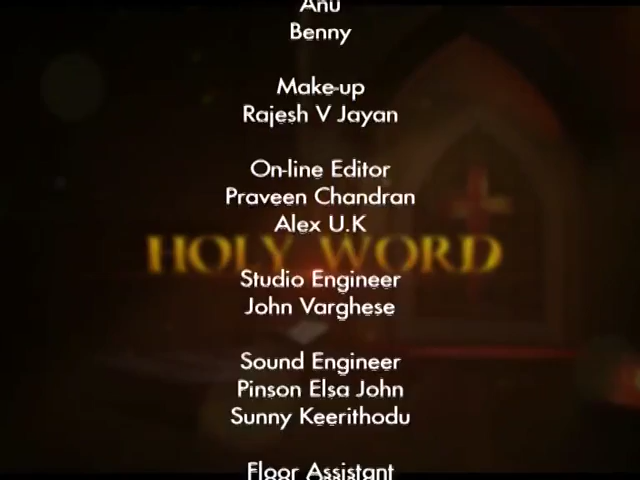 Anu
Benny
Make-up
Rajesh V Jayan
On-line Editor
Praveen Chandran
Alex U.K
HOLY WORD
Studio Engineer
John Varghese
Sound Engineer
Pinson Elsa John
Sunny Keerithodu
Floor Assistant